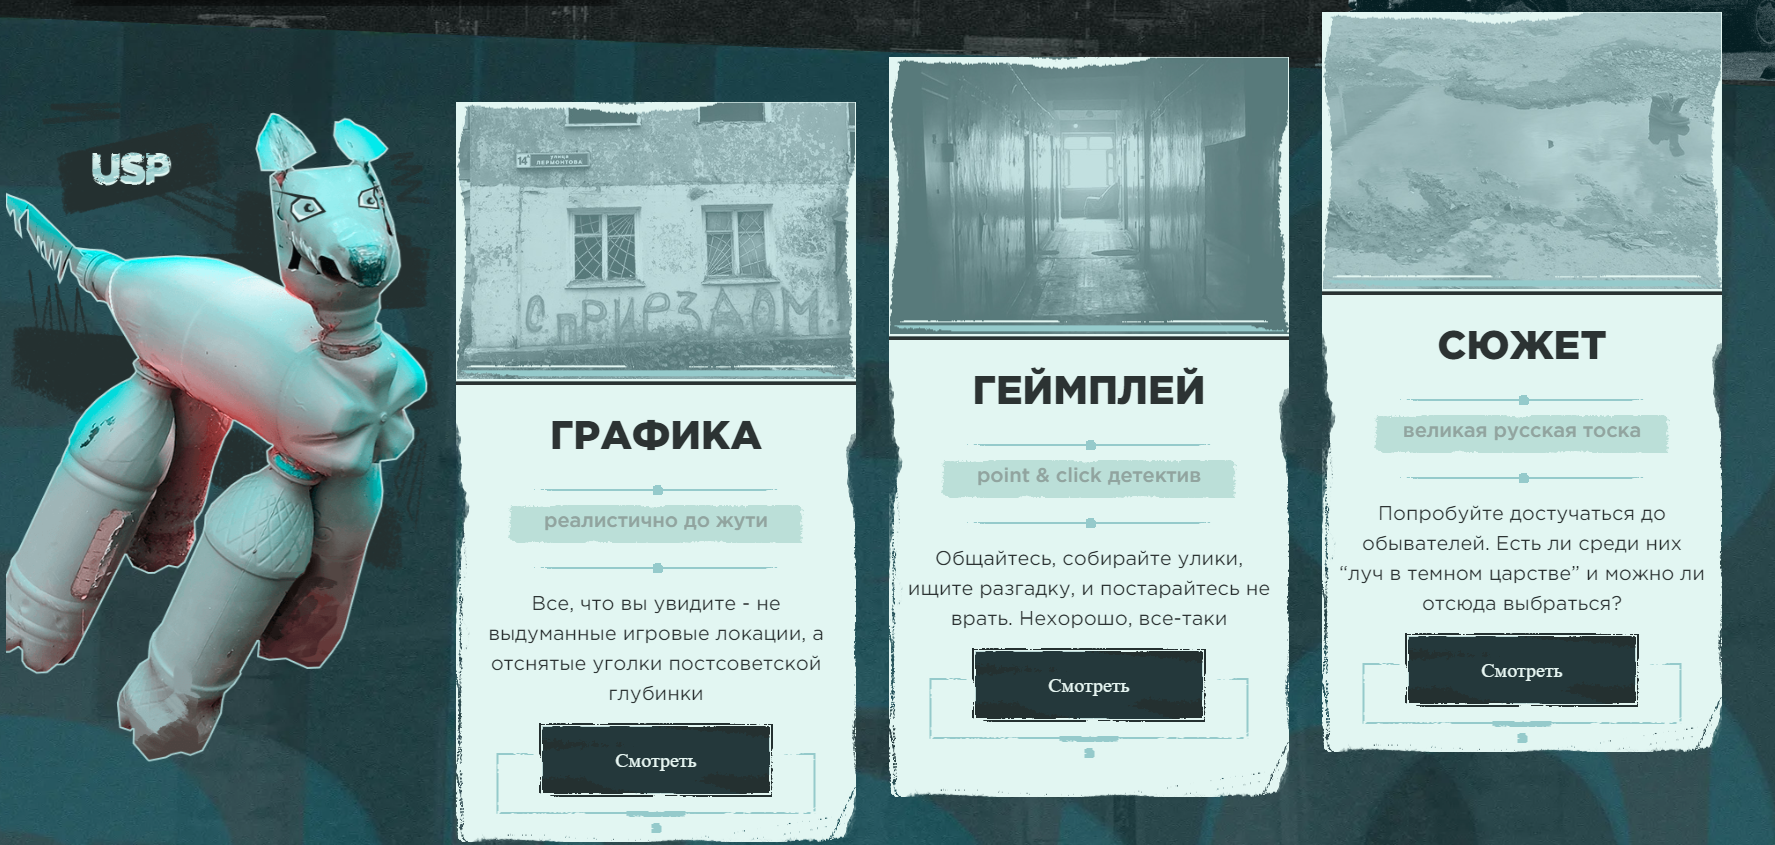 USP
14
улица
ЛЕРМОНТОВА
С пРИЕЗДОМ
ГРАФИКА
реалистично до жути
Все, что вы увидите - не
выдуманные игровые локации, а
отснятые уголки постсоветской
глубинки
Смотреть
ГЕЙМПЛЕЙ
point & click детектив
Общайтесь, собирайте улики,
ищите разгадку, и постарайтесь не
врать. Нехорошо, все-таки
Смотреть
СЮЖЕТ
великая русская тоска
Попробуйте достучаться до
обывателей. Есть ли среди них
“луч в темном царстве” и можно ли
отсюда выбраться?
Смотреть